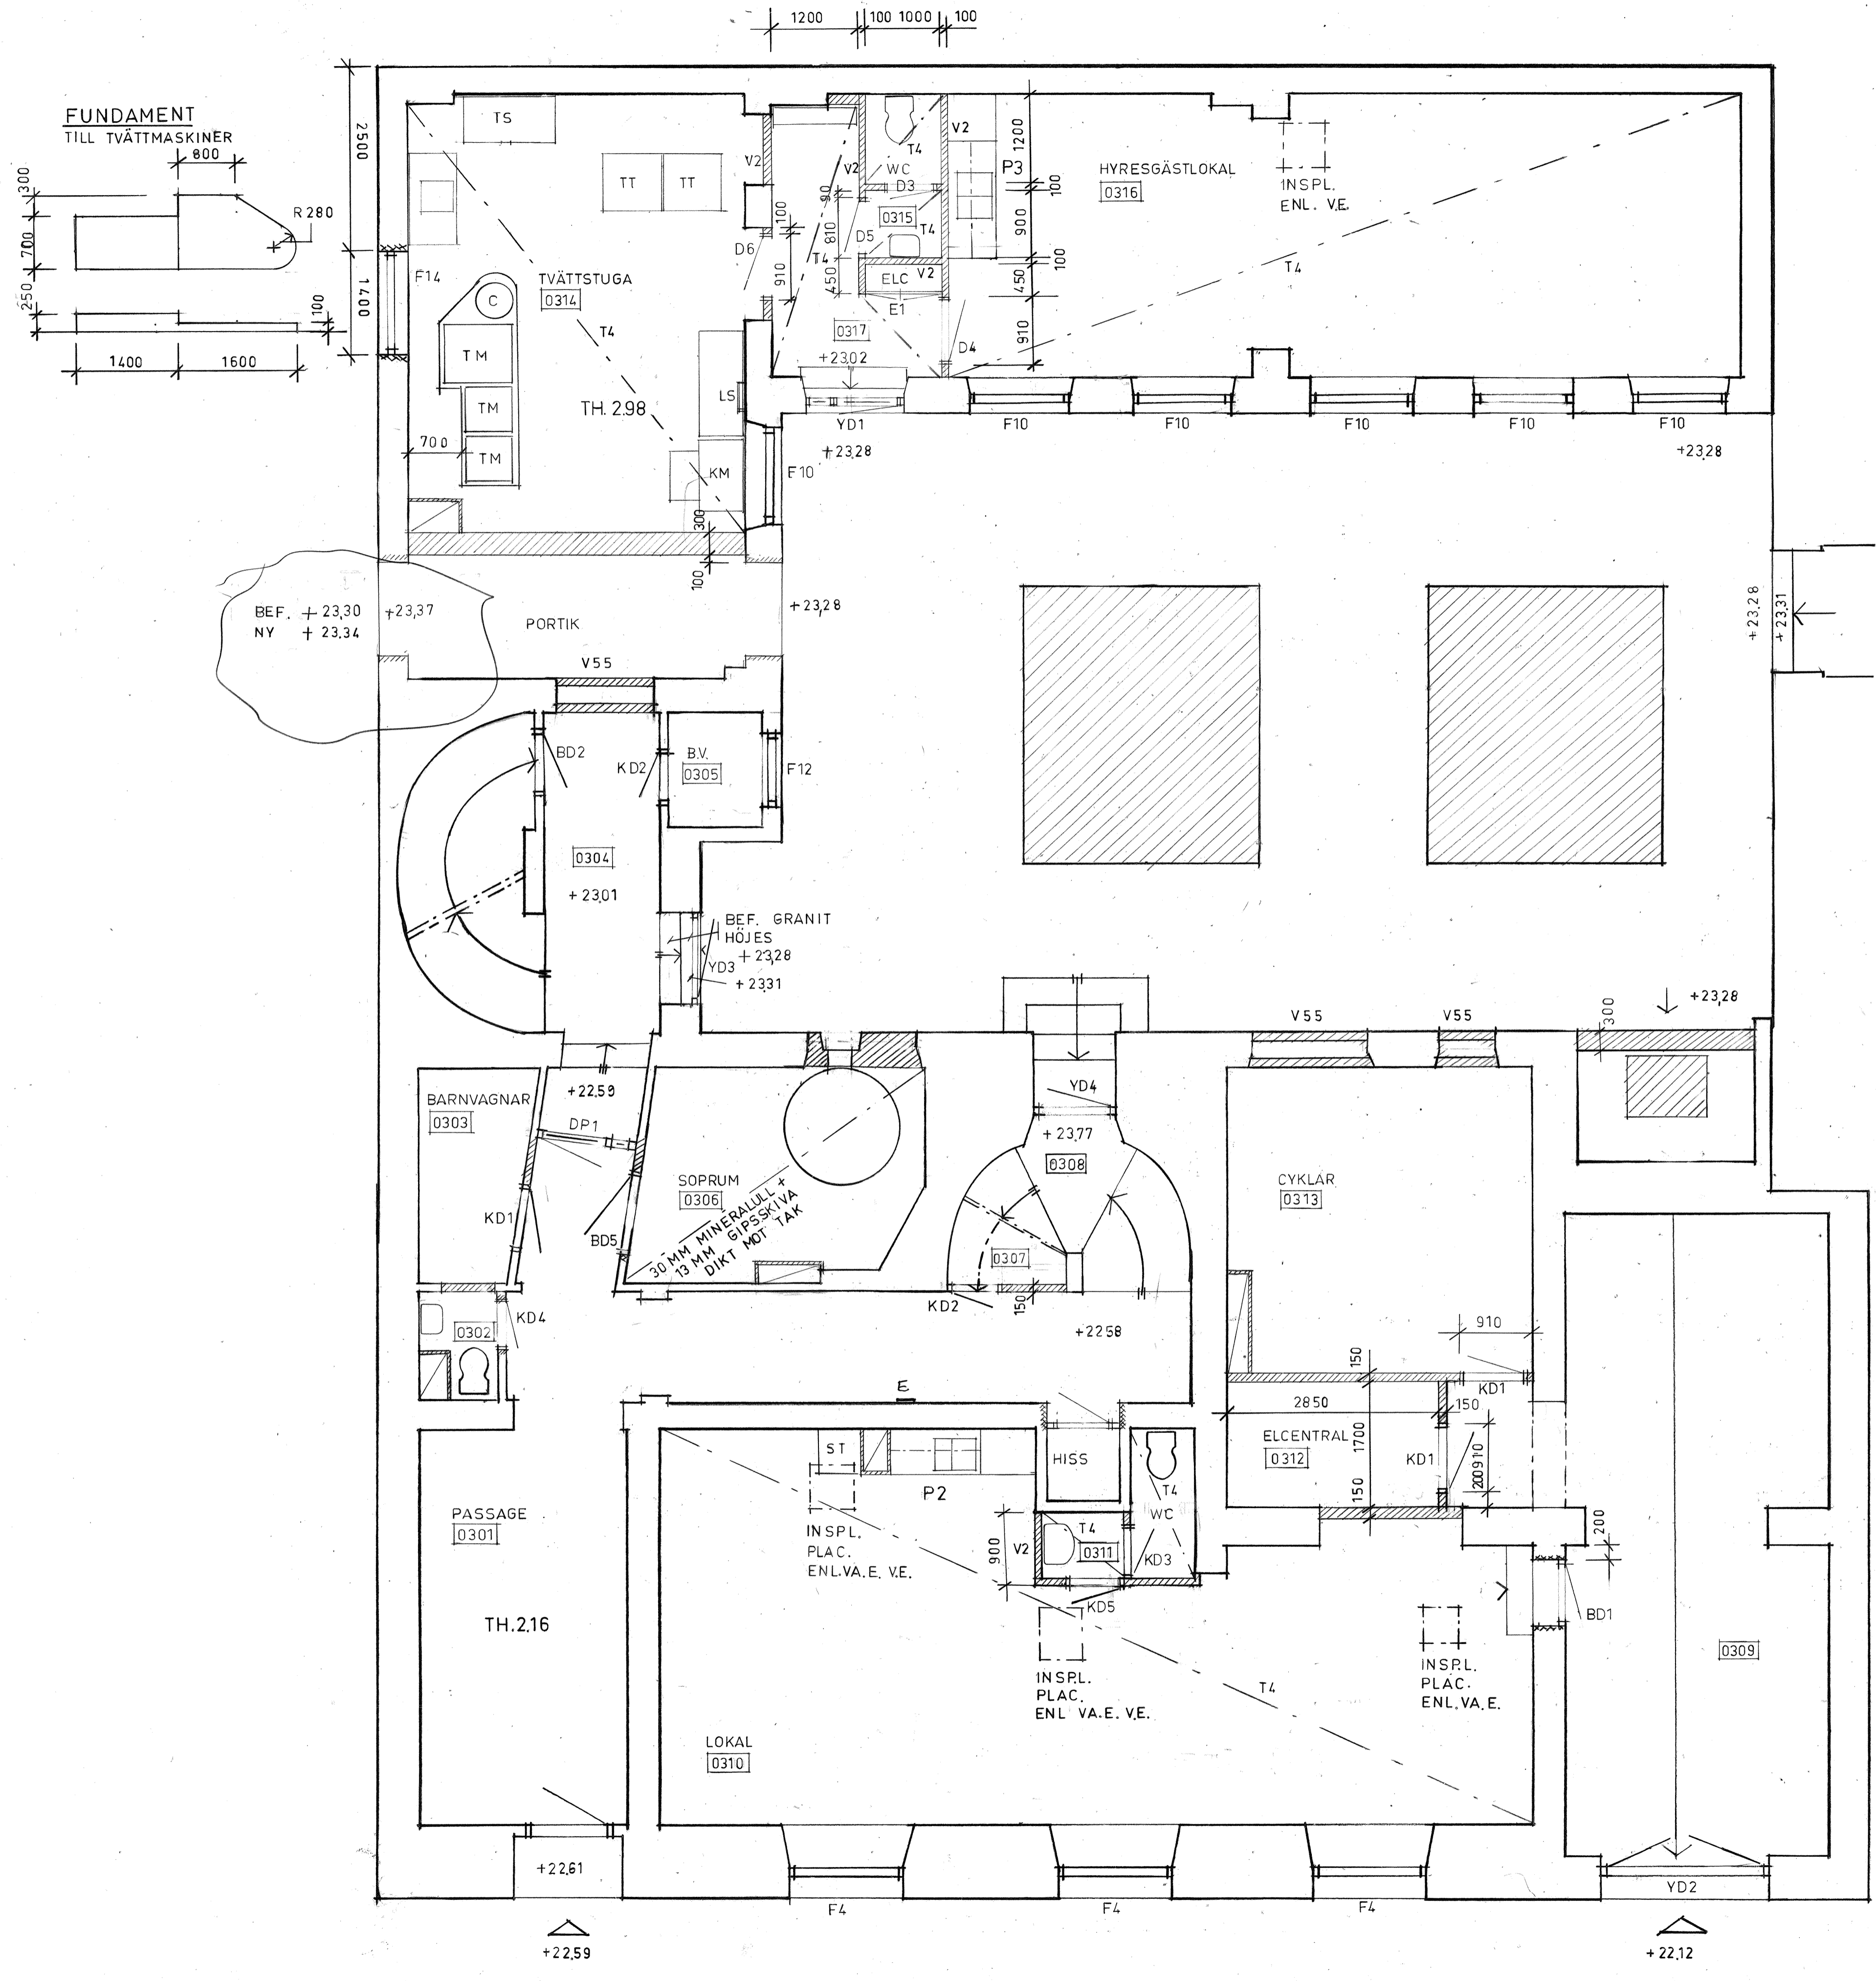 1200 100 1000 100
FUNDAMENT
TILL TVÄTTMASKINER
800
300
700
R 280
250
100
1400 1600
2500
1400
TS
TT TT
V2
V2
V2
T4
WC
D3
P3
1200
100
900
100
450
910
HYRESGÄSTLOKAL
0316
INSPL.
ENL. V.E.
T4
90
810
450
100
910
0315
T4
D5
T4
D6
ELC V2
E1
0317
+23,02
D4
F14
TVÄTTSTUGA
0314
T4
C
TM
TM
TM
TH. 2.98
LS
700
KM
F10
YD1
+23,28
F10
F10
F10
F10
F10
+23,28
300
100
BEF. + 23,30
NY + 23,34
+23,37
PORTIK
+23,28
+23,28
+23,31
V55
BD2
KD2
B.V.
0305
F12
0304
+23,01
BEF. GRANIT
HÖJES
+23,28
YD3
+23,31
V55
V55
300
+23,28
BARNVAGNAR
0303
+22,59
DP1
YD4
+23,77
0308
KD1
BD5
SOPRUM
0306
30 MM MINERALULL +
13 MM GIPSSKIVA
DIKT MOT TAK
CYKLAR
0313
0307
KD2
150
+22,58
0302
KD4
910
150
KD1
E
2850
150
ELCENTRAL
0312
1700
KD1
910
200
150
ST
P2
HISS
T4
WC
PASSAGE
0301
INSPL.
PLAC.
ENL.VA.E. V.E.
900
V2
T4
0311
KD3
KD5
200
BD1
TH.2,16
INSPL.
PLAC.
ENL VA.E. V.E.
INSPL.
PLAC.
ENL.VA.E.
T4
0309
LOKAL
0310
+22,61
F4
F4
F4
YD2
+22,59
+22,12